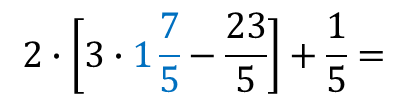 2 · [3 · 1 7/5 − 23/5] + 1/5 =